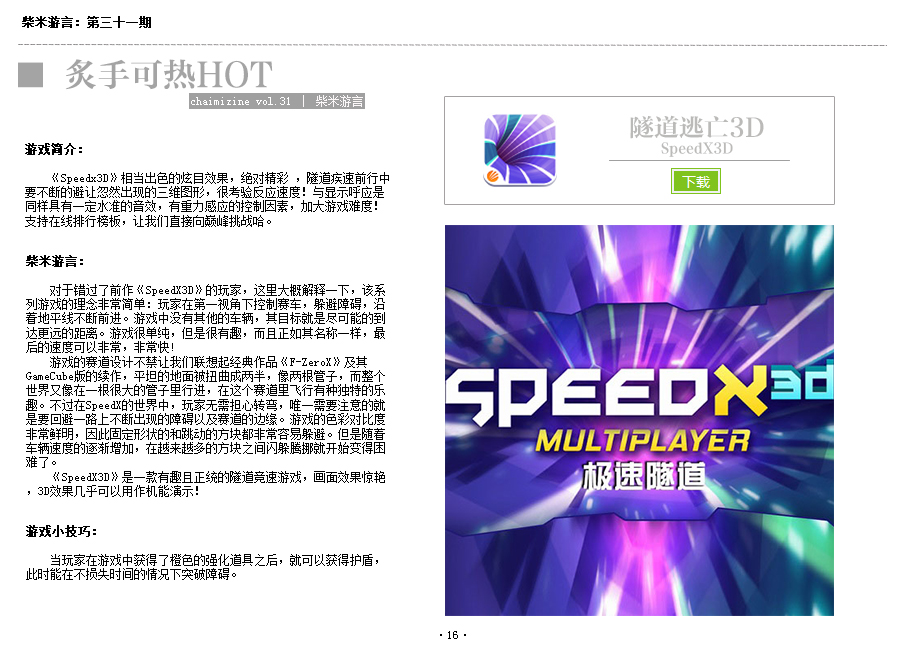 柴米游言：第三十一期
炙手可热HOT
chaimizine vol.31 | 柴米游言
游戏简介：
《Speedx3D》相当出色的炫目效果，绝对精彩 ，隧道疾速前行中
要不断的避让忽然出现的三维图形，很考验反应速度！与显示呼应是
同样具有一定水准的音效，有重力感应的控制因素，加大游戏难度！
支持在线排行榜板，让我们直接向巅峰挑战哈。
柴米游言：
对于错过了前作《SpeedX3D》的玩家，这里大概解释一下，该系
列游戏的理念非常简单：玩家在第一视角下控制赛车，躲避障碍，沿
着地平线不断前进。游戏中没有其他的车辆，其目标就是尽可能的到
达更远的距离。游戏很单纯，但是很有趣，而且正如其名称一样，最
后的速度可以非常，非常快!
游戏的赛道设计不禁让我们联想起经典作品《F-ZeroX》及其
GameCube版的续作，平坦的地面被扭曲成两半，像两根管子，而整个
世界又像在一根很大的管子里行进，在这个赛道里飞行有种独特的乐
趣。不过在SpeedX的世界中，玩家无需担心转弯，唯一需要注意的就
是要回避一路上不断出现的障碍以及赛道的边缘。游戏的色彩对比度
非常鲜明，因此固定形状的和跳动的方块都非常容易躲避。但是随着
车辆速度的逐渐增加，在越来越多的方块之间闪躲腾挪就开始变得困
难了。
《SpeedX3D》是一款有趣且正统的隧道竞速游戏，画面效果惊艳
，3D效果几乎可以用作机能演示！
游戏小技巧：
当玩家在游戏中获得了橙色的强化道具之后，就可以获得护盾，
此时能在不损失时间的情况下突破障碍。
隧道逃亡3D
SpeedX3D
下载
SPEEDX3D
MULTIPLAYER
极速隧道
·16·